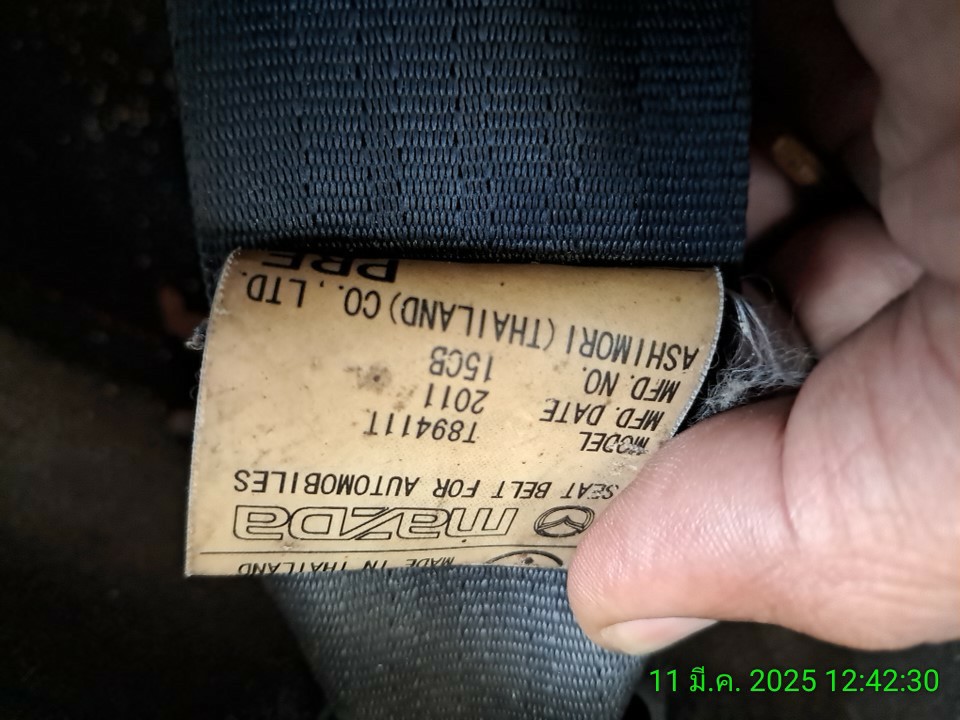 MADE IN THAILAND
mazda
SEAT BELT FOR AUTOMOBILES
MODEL T89411T
MFD. DATE 2011
MFD. NO. 15CB
ASHIMORI (THAILAND) CO., LTD.
PRE
11 มี.ค. 2025 12:42:30